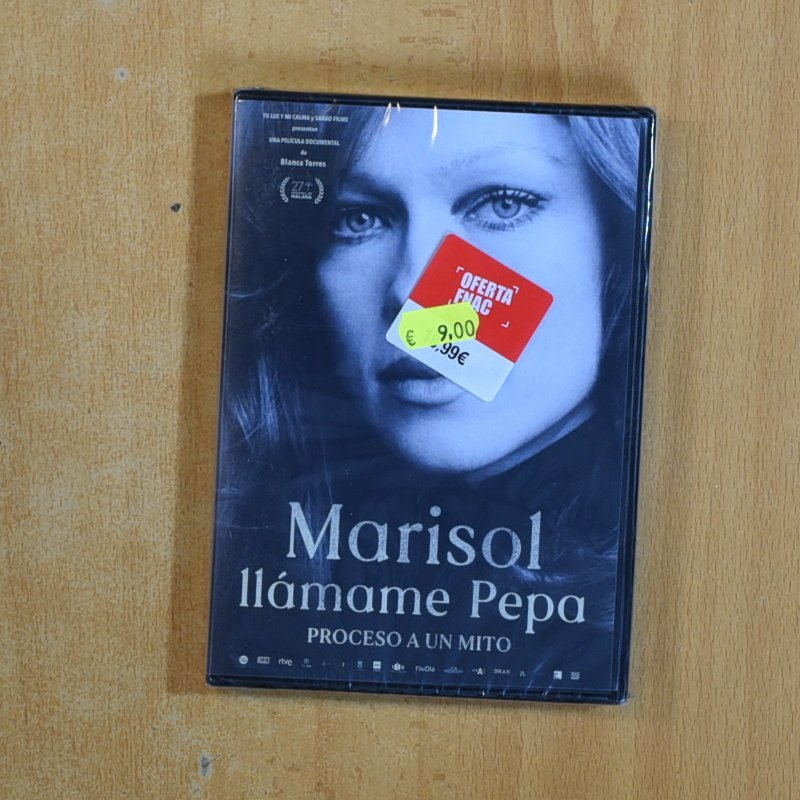 TU LUZ Y MI CALMA y SARAO FILMS
presentan
UNA PELÍCULA DOCUMENTAL
de
Blanca Torres
27
MÁLAGA
OFERTA
FNAC
€ 9,00
,99€
Marisol
llámame Pepa
PROCESO A UN MITO
rtve
FlixOlé